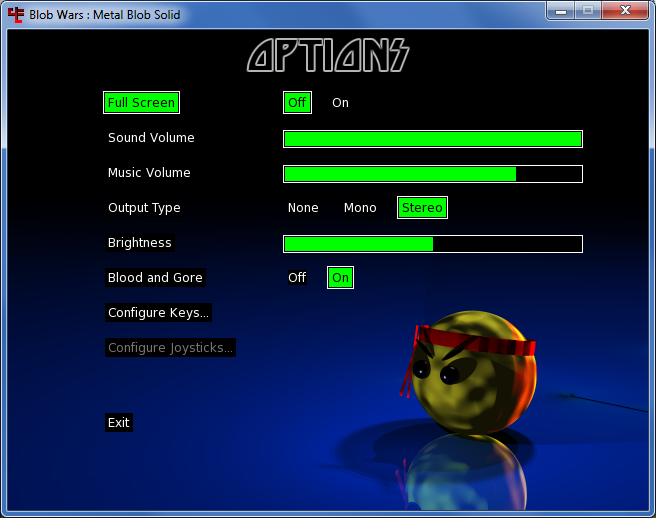 Blob Wars : Metal Blob Solid
OPTIONS
Full Screen Off On
Sound Volume
Music Volume
Output Type None Mono Stereo
Brightness
Blood and Gore Off On
Configure Keys...
Configure Joysticks...
Exit